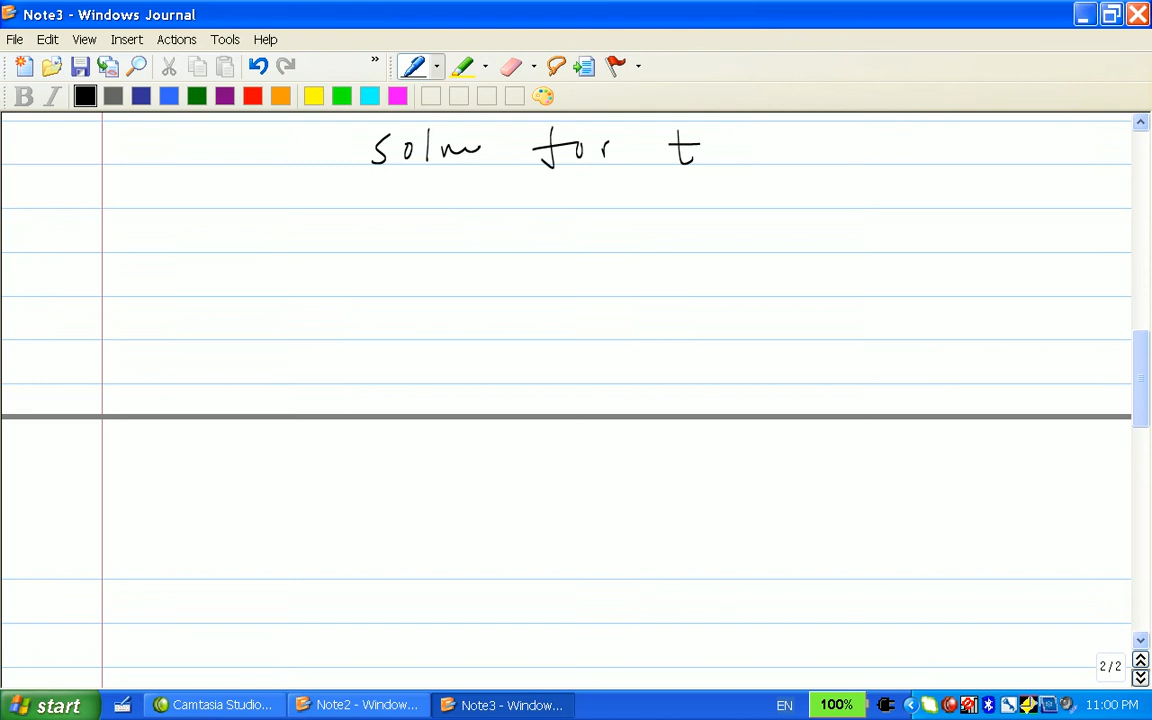 Note3 - Windows Journal
File Edit View Insert Actions Tools Help
»
B I
solve for t
2/2
start Camtasia Studio... Note2 - Window... Note3 - Window... EN 100% 11:00 PM